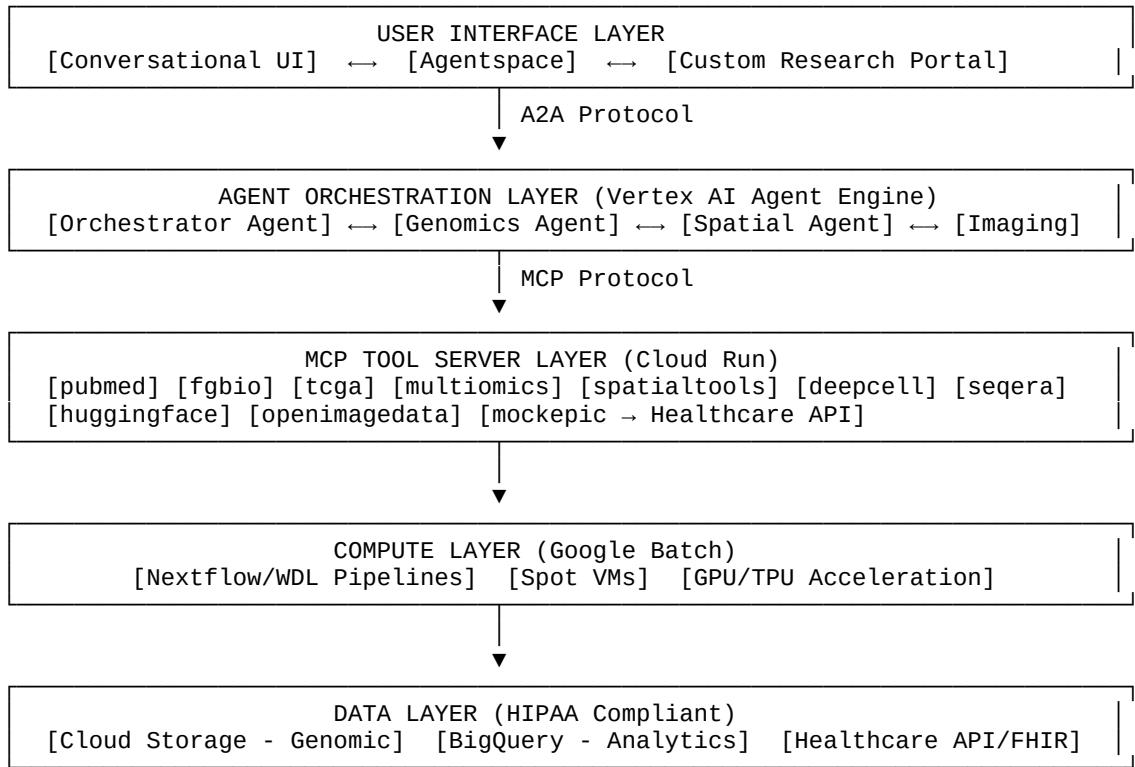 USER INTERFACE LAYER
[Conversational UI] ←→ [Agentspace] ←→ [Custom Research Portal]
A2A Protocol
AGENT ORCHESTRATION LAYER (Vertex AI Agent Engine)
[Orchestrator Agent] ←→ [Genomics Agent] ←→ [Spatial Agent] ←→ [Imaging]
MCP Protocol
MCP TOOL SERVER LAYER (Cloud Run)
[pubmed] [fgbio] [tcga] [multiomics] [spatialtools] [deepcell] [seqera]
[huggingface] [openimagedata] [mockepic → Healthcare API]
COMPUTE LAYER (Google Batch)
[Nextflow/WDL Pipelines] [Spot VMs] [GPU/TPU Acceleration]
DATA LAYER (HIPAA Compliant)
[Cloud Storage - Genomic] [BigQuery - Analytics] [Healthcare API/FHIR]